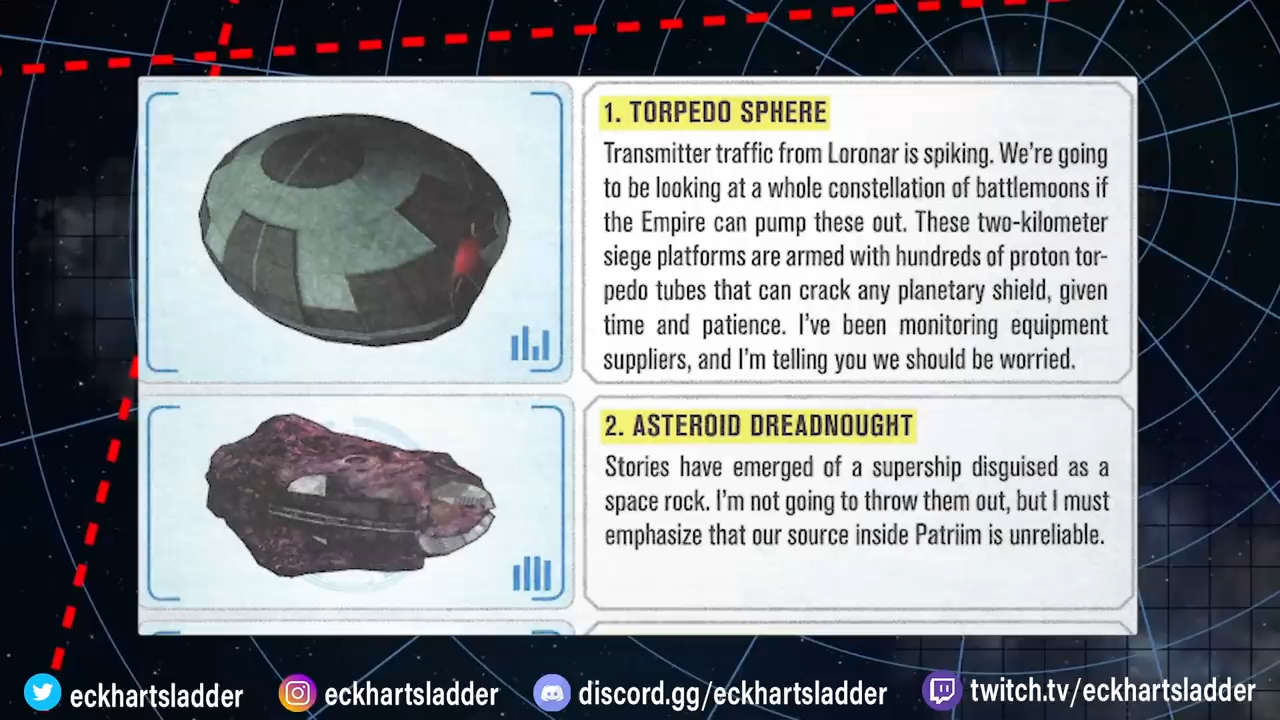 1. TORPEDO SPHERE
Transmitter traffic from Loronar is spiking. We're going
to be looking at a whole constellation of battlemoons if
the Empire can pump these out. These two-kilometer
siege platforms are armed with hundreds of proton tor-
pedo tubes that can crack any planetary shield, given
time and patience. I've been monitoring equipment
suppliers, and I'm telling you we should be worried.
2. ASTEROID DREADNOUGHT
Stories have emerged of a supership disguised as a
space rock. I'm not going to throw them out, but I must
emphasize that our source inside Patriim is unreliable.
eckhartsladder
eckhartsladder
discord.gg/eckhartsladder
twitch.tv/eckhartsladder